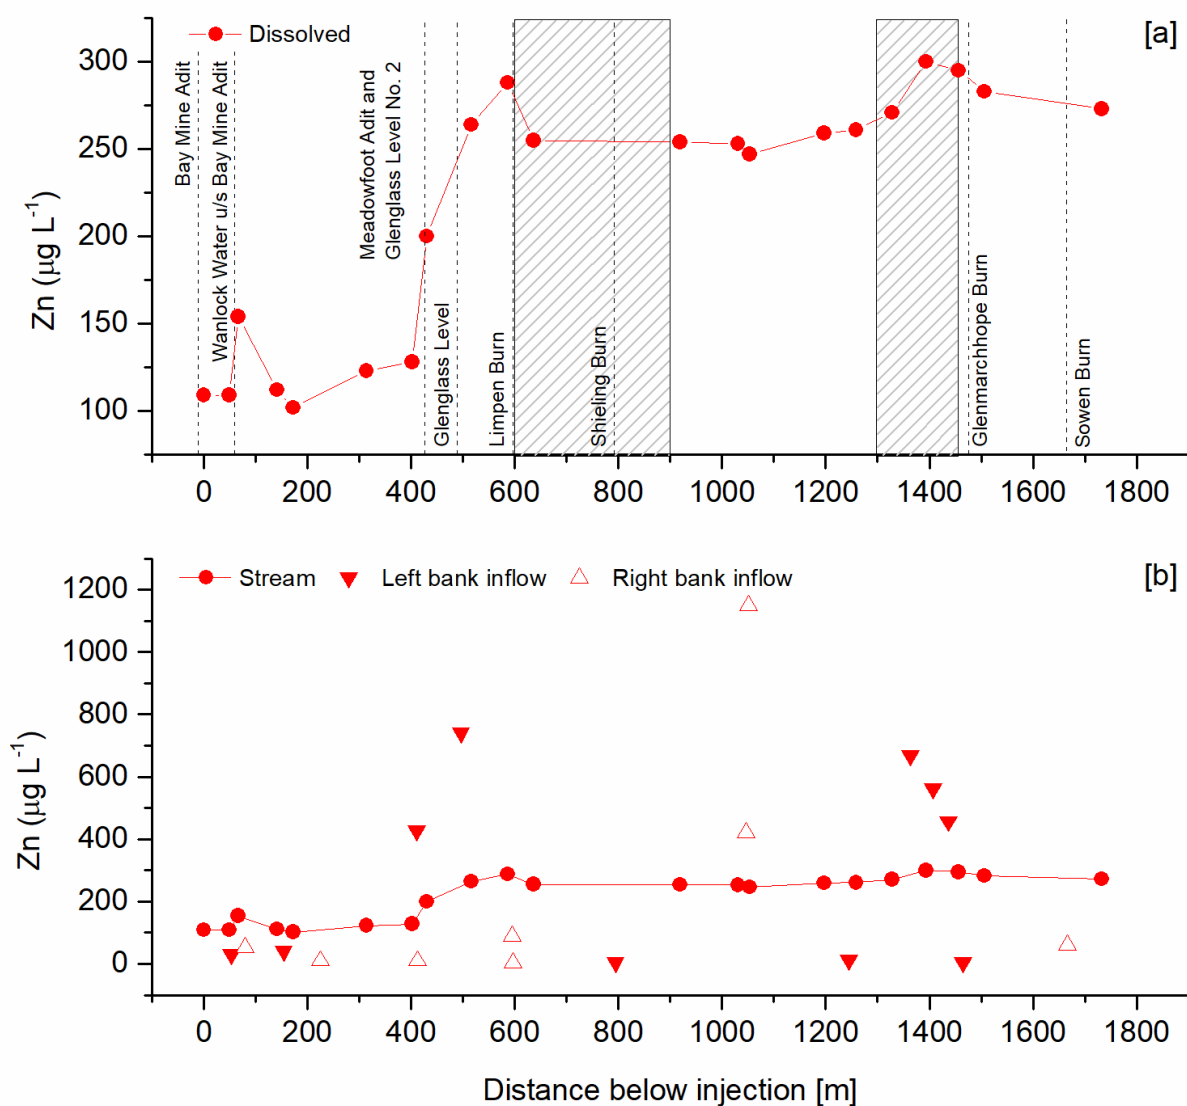 Dissolved
[a]
Bay Mine Adit
Wanlock Water u/s Bay Mine Adit
Meadowfoot Adit and
Glenglass Level No. 2
Glenglass Level
Limpen Burn
Shieling Burn
Glenmarchhope Burn
Sowen Burn
Zn (µg L⁻¹)
300
250
200
150
100
0 200 400 600 800 1000 1200 1400 1600 1800
Stream Left bank inflow Right bank inflow
[b]
Zn (µg L⁻¹)
1200
1000
800
600
400
200
0
0 200 400 600 800 1000 1200 1400 1600 1800
Distance below injection [m]